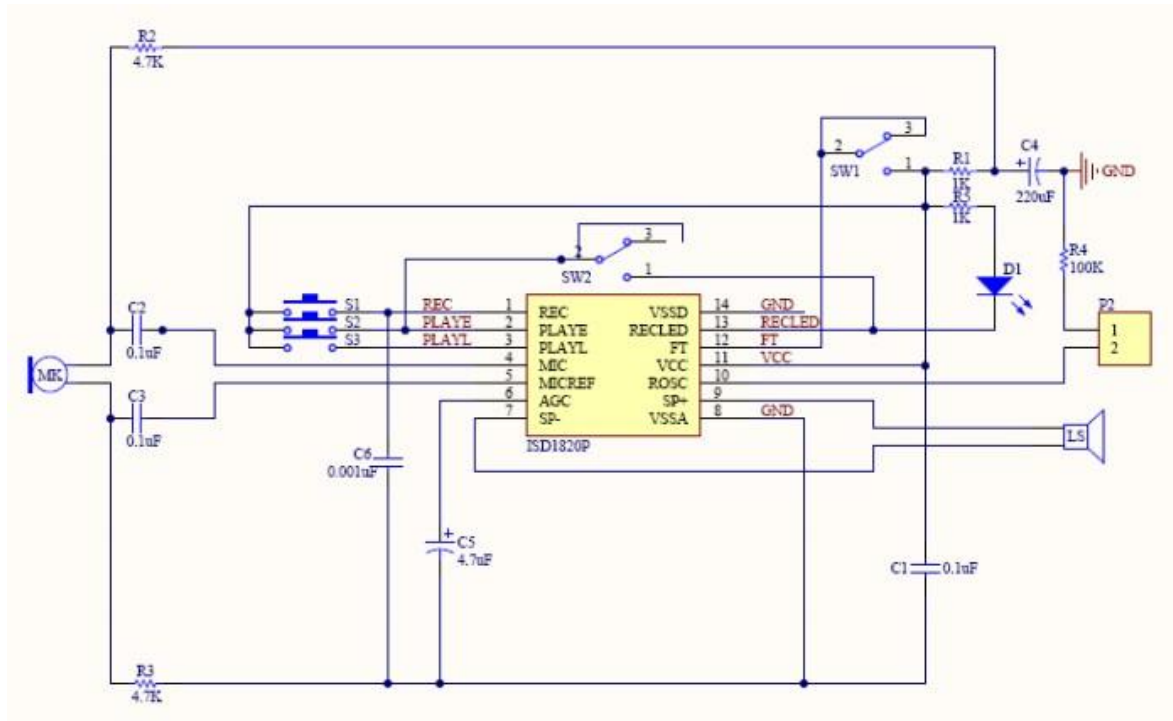 R2
4.7K
3
2
SW1
1
R1
1K
R5
1K
C4
+
220uF
GND
R4
100K
3
2
SW2
1
D1
P2
1
2
C2
0.1uF
S1
S2
S3
REC
PLAYE
PLAYL
1
2
3
4
5
6
7
REC
PLAYE
PLAYL
MIC
MICREF
AGC
SP-
VSSD
RECLED
FT
VCC
ROSC
SP+
VSSA
14
13
12
11
10
9
8
GND
RECLED
FT
VCC
GND
ISD1820P
MK
C3
0.1uF
LS
C6
0.001uF
+
C5
4.7uF
C1
0.1uF
R3
4.7K